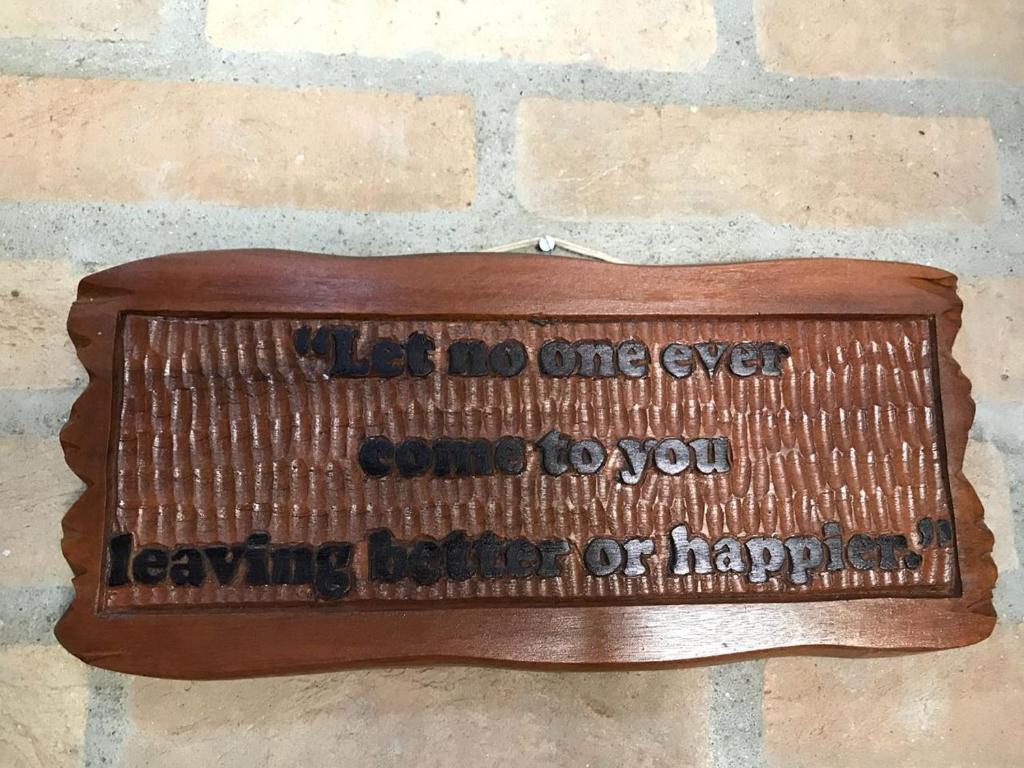 “Let no one ever
come to you
leaving better or happier.”